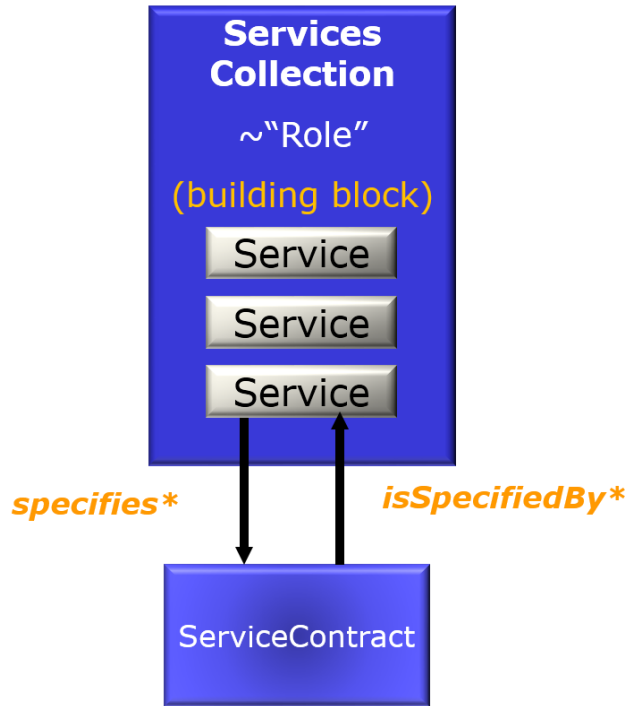 Services
Collection
~“Role”
(building block)
Service
Service
Service
specifies*
isSpecifiedBy*
ServiceContract